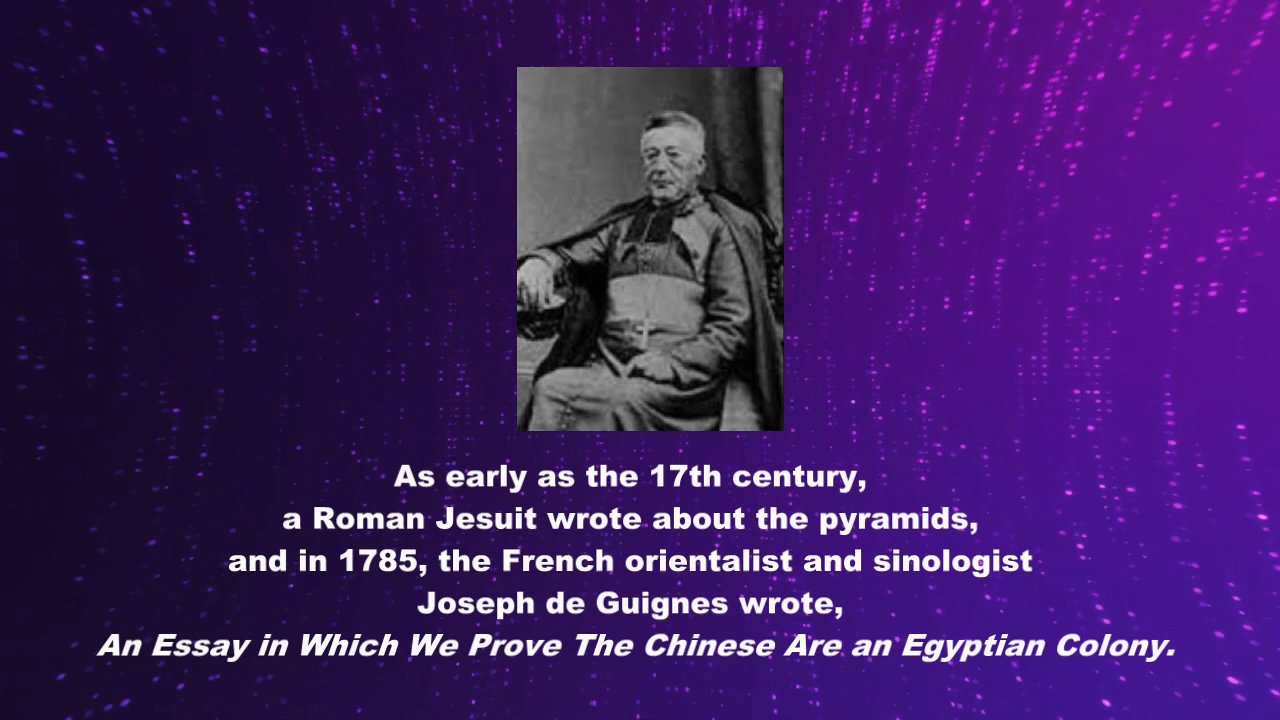 As early as the 17th century,
a Roman Jesuit wrote about the pyramids,
and in 1785, the French orientalist and sinologist
Joseph de Guignes wrote,
An Essay in Which We Prove The Chinese Are an Egyptian Colony.